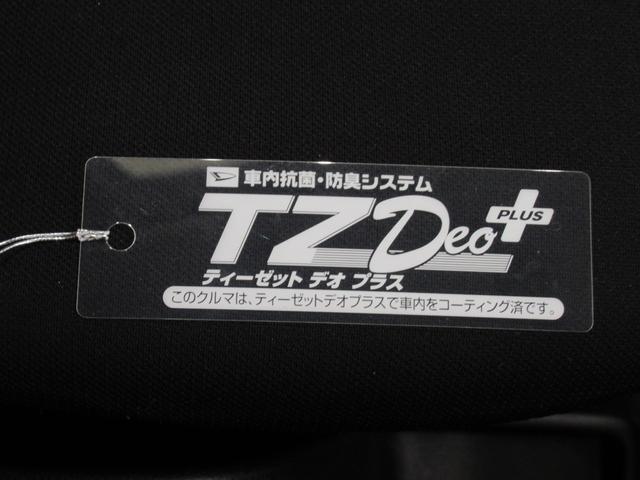 車内抗菌・防臭システム
TZ Deo PLUS
ティーゼット デオ プラス
このクルマは、ティーゼットデオプラスで車内をコーティング済です。